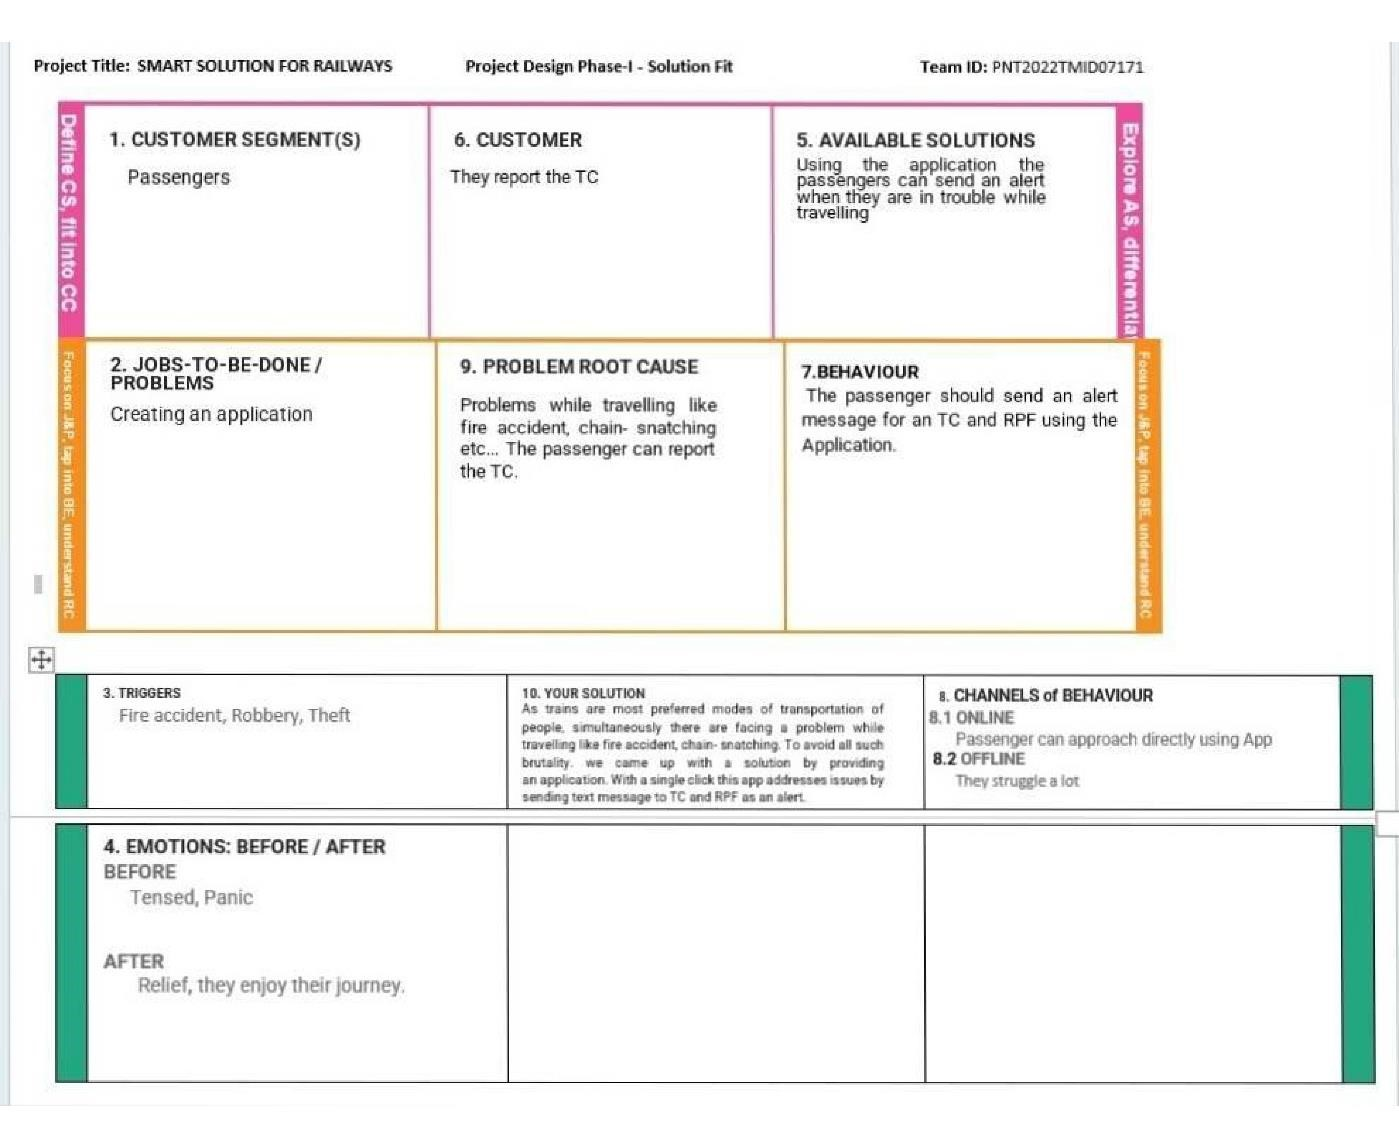 Project Title: SMART SOLUTION FOR RAILWAYS
Project Design Phase-I - Solution Fit
Team ID: PNT2022TMID07171
Define CS, fit into CC
1. CUSTOMER SEGMENT(S)
Passengers
6. CUSTOMER
They report the TC
5. AVAILABLE SOLUTIONS
Using the application the
passengers can send an alert
when they are in trouble while
travelling
Explore AS, differentia
Focus on J&P, tap into BE, understand RC
2. JOBS-TO-BE-DONE /
PROBLEMS
Creating an application
9. PROBLEM ROOT CAUSE
Problems while travelling like
fire accident, chain- snatching
etc... The passenger can report
the TC.
7.BEHAVIOUR
The passenger should send an alert
message for an TC and RPF using the
Application.
Focus on J&P, tap into BE, understand RC
3. TRIGGERS
Fire accident, Robbery, Theft
10. YOUR SOLUTION
As trains are most preferred modes of transportation of
people, simultaneously there are facing a problem while
travelling like fire accident, chain- snatching. To avoid all such
brutality. we came up with a solution by providing
an application. With a single click this app addresses issues by
sending text message to TC and RPF as an alert.
8. CHANNELS of BEHAVIOUR
8.1 ONLINE
Passenger can approach directly using App
8.2 OFFLINE
They struggle a lot
4. EMOTIONS: BEFORE / AFTER
BEFORE
Tensed, Panic
AFTER
Relief, they enjoy their journey.